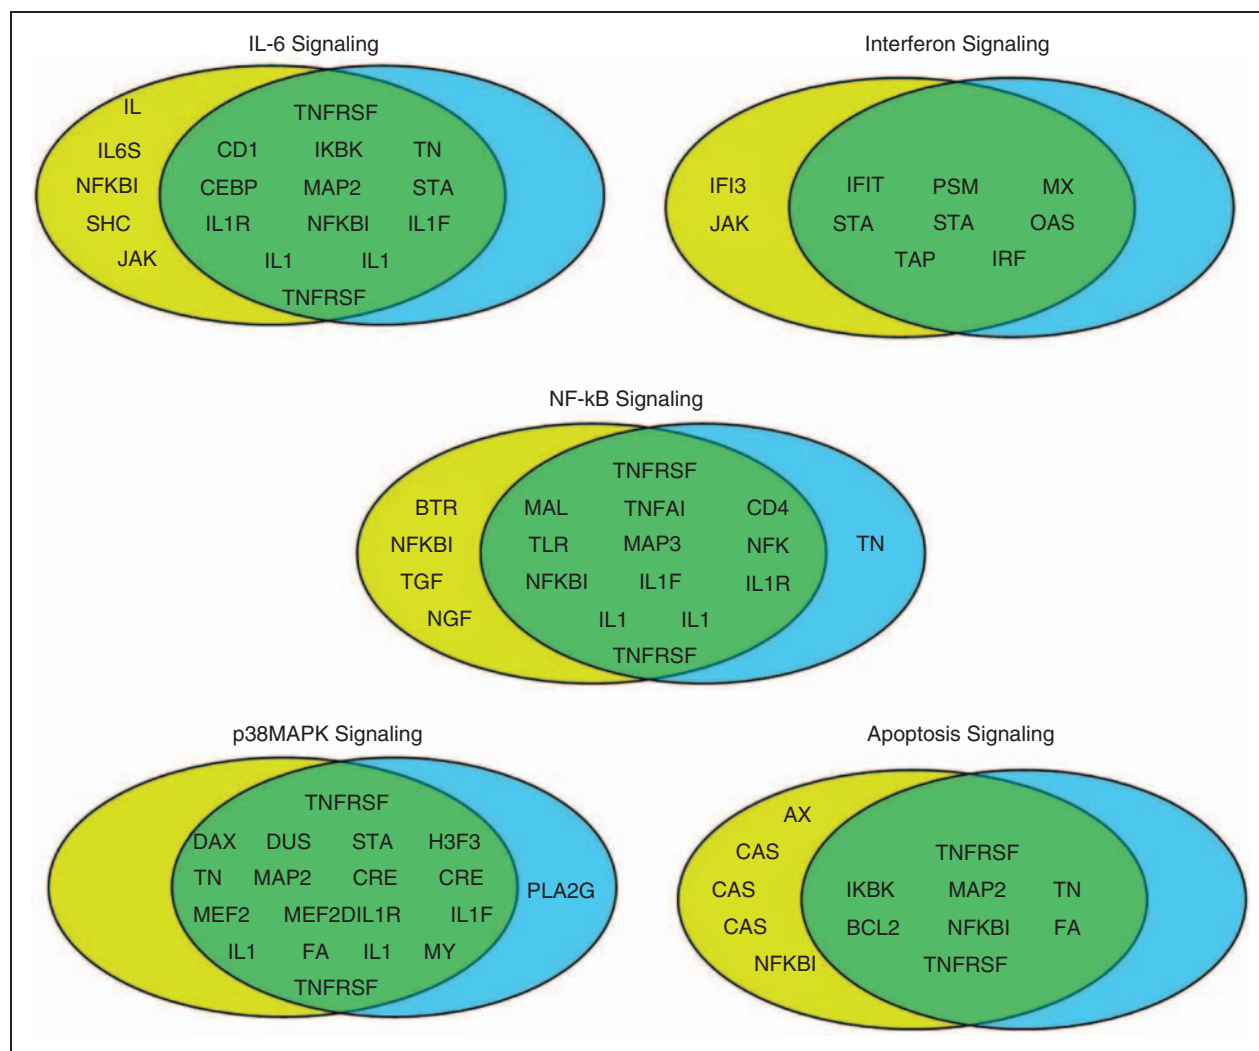 IL-6 Signaling
IL
TNFRSF
IL6S CD1 IKBK TN
NFKBI CEBP MAP2 STA
SHC IL1R NFKBI IL1F
JAK IL1 IL1
TNFRSF
Interferon Signaling
IFI3 IFIT PSM MX
JAK STA STA OAS
TAP IRF
NF-kB Signaling
TNFRSF
BTR MAL TNFAI CD4
NFKBI TLR MAP3 NFK TN
TGF NFKBI IL1F IL1R
NGF IL1 IL1
TNFRSF
p38MAPK Signaling
TNFRSF
DAX DUS STA H3F3
TN MAP2 CRE CRE PLA2G
MEF2 MEF2DIL1R IL1F
IL1 FA IL1 MY
TNFRSF
Apoptosis Signaling
AX
CAS TNFRSF
CAS IKBK MAP2 TN
CAS BCL2 NFKBI FA
NFKBI TNFRSF